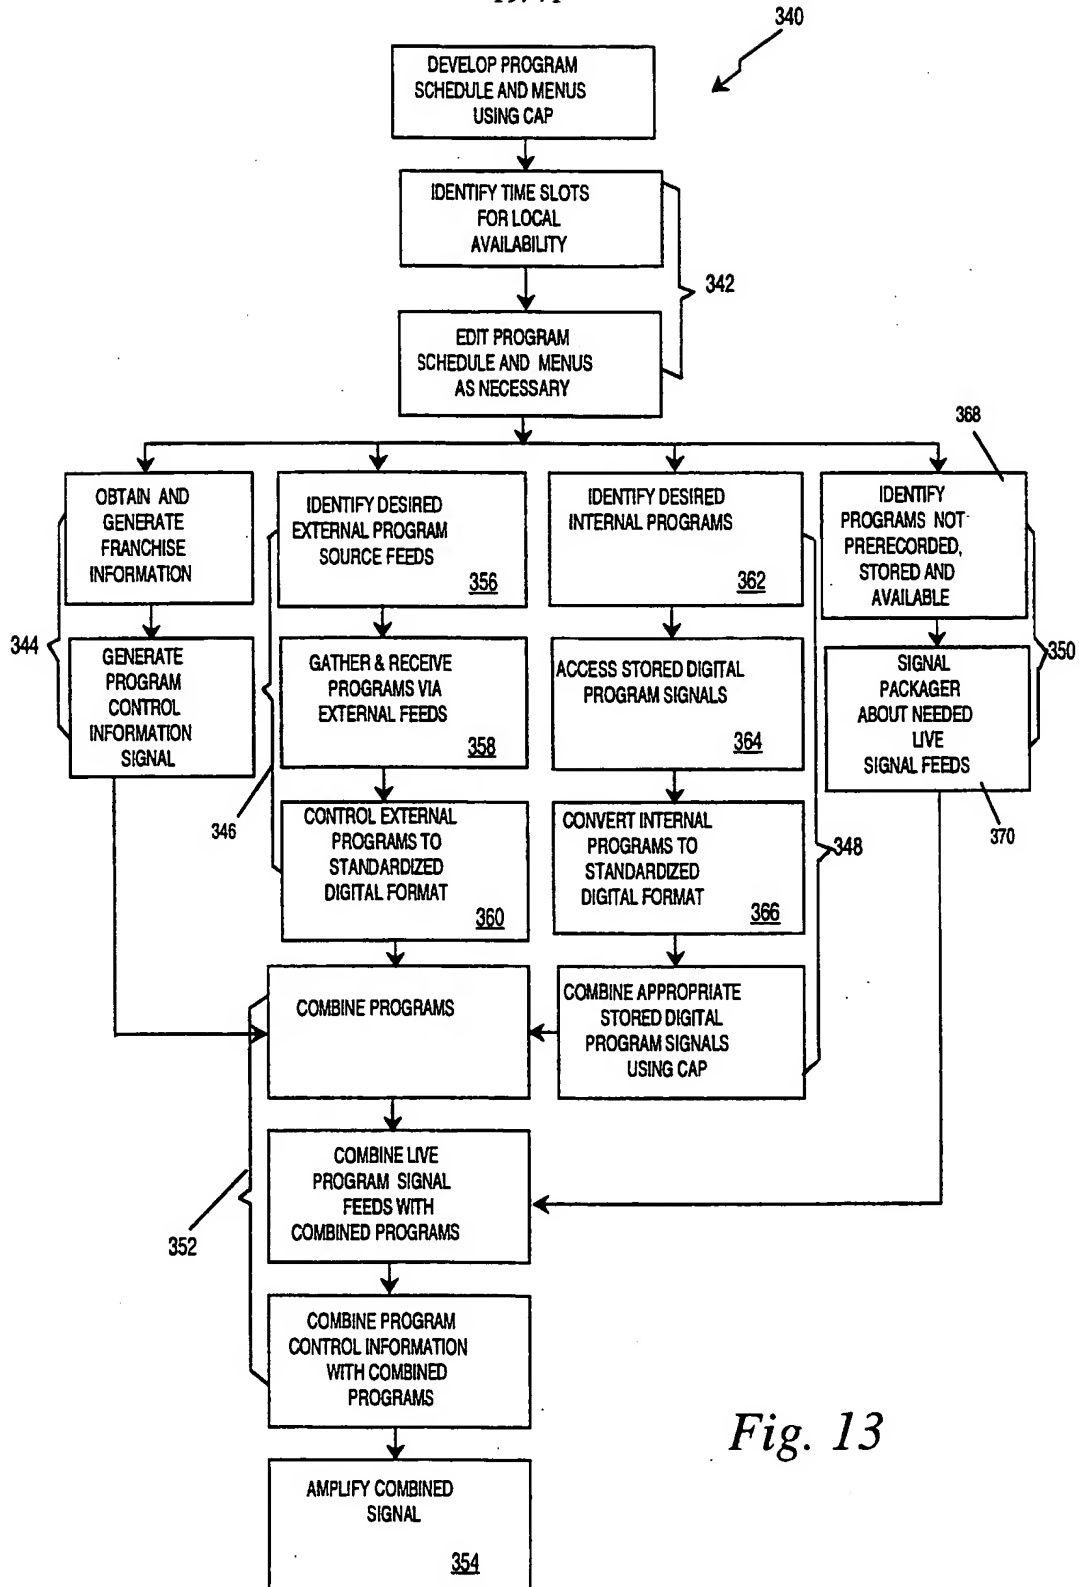 340
DEVELOP PROGRAM
SCHEDULE AND MENUS
USING CAP
IDENTIFY TIME SLOTS
FOR LOCAL
AVAILABILITY
342
EDIT PROGRAM
SCHEDULE AND MENUS
AS NECESSARY
368
OBTAIN AND
GENERATE
FRANCHISE
INFORMATION
IDENTIFY DESIRED
EXTERNAL PROGRAM
SOURCE FEEDS
356
IDENTIFY DESIRED
INTERNAL PROGRAMS
362
IDENTIFY
PROGRAMS NOT
PRERECORDED,
STORED AND
AVAILABLE
344
350
GENERATE
PROGRAM
CONTROL
INFORMATION
SIGNAL
GATHER & RECEIVE
PROGRAMS VIA
EXTERNAL FEEDS
358
ACCESS STORED DIGITAL
PROGRAM SIGNALS
364
SIGNAL
PACKAGER
ABOUT NEEDED
LIVE
SIGNAL FEEDS
346
370
CONTROL EXTERNAL
PROGRAMS TO
STANDARDIZED
DIGITAL FORMAT
360
CONVERT INTERNAL
PROGRAMS TO
STANDARDIZED
DIGITAL FORMAT
366
348
COMBINE PROGRAMS
COMBINE APPROPRIATE
STORED DIGITAL
PROGRAM SIGNALS
USING CAP
COMBINE LIVE
PROGRAM SIGNAL
FEEDS WITH
COMBINED PROGRAMS
352
COMBINE PROGRAM
CONTROL INFORMATION
WITH COMBINED
PROGRAMS
Fig. 13
AMPLIFY COMBINED
SIGNAL
354